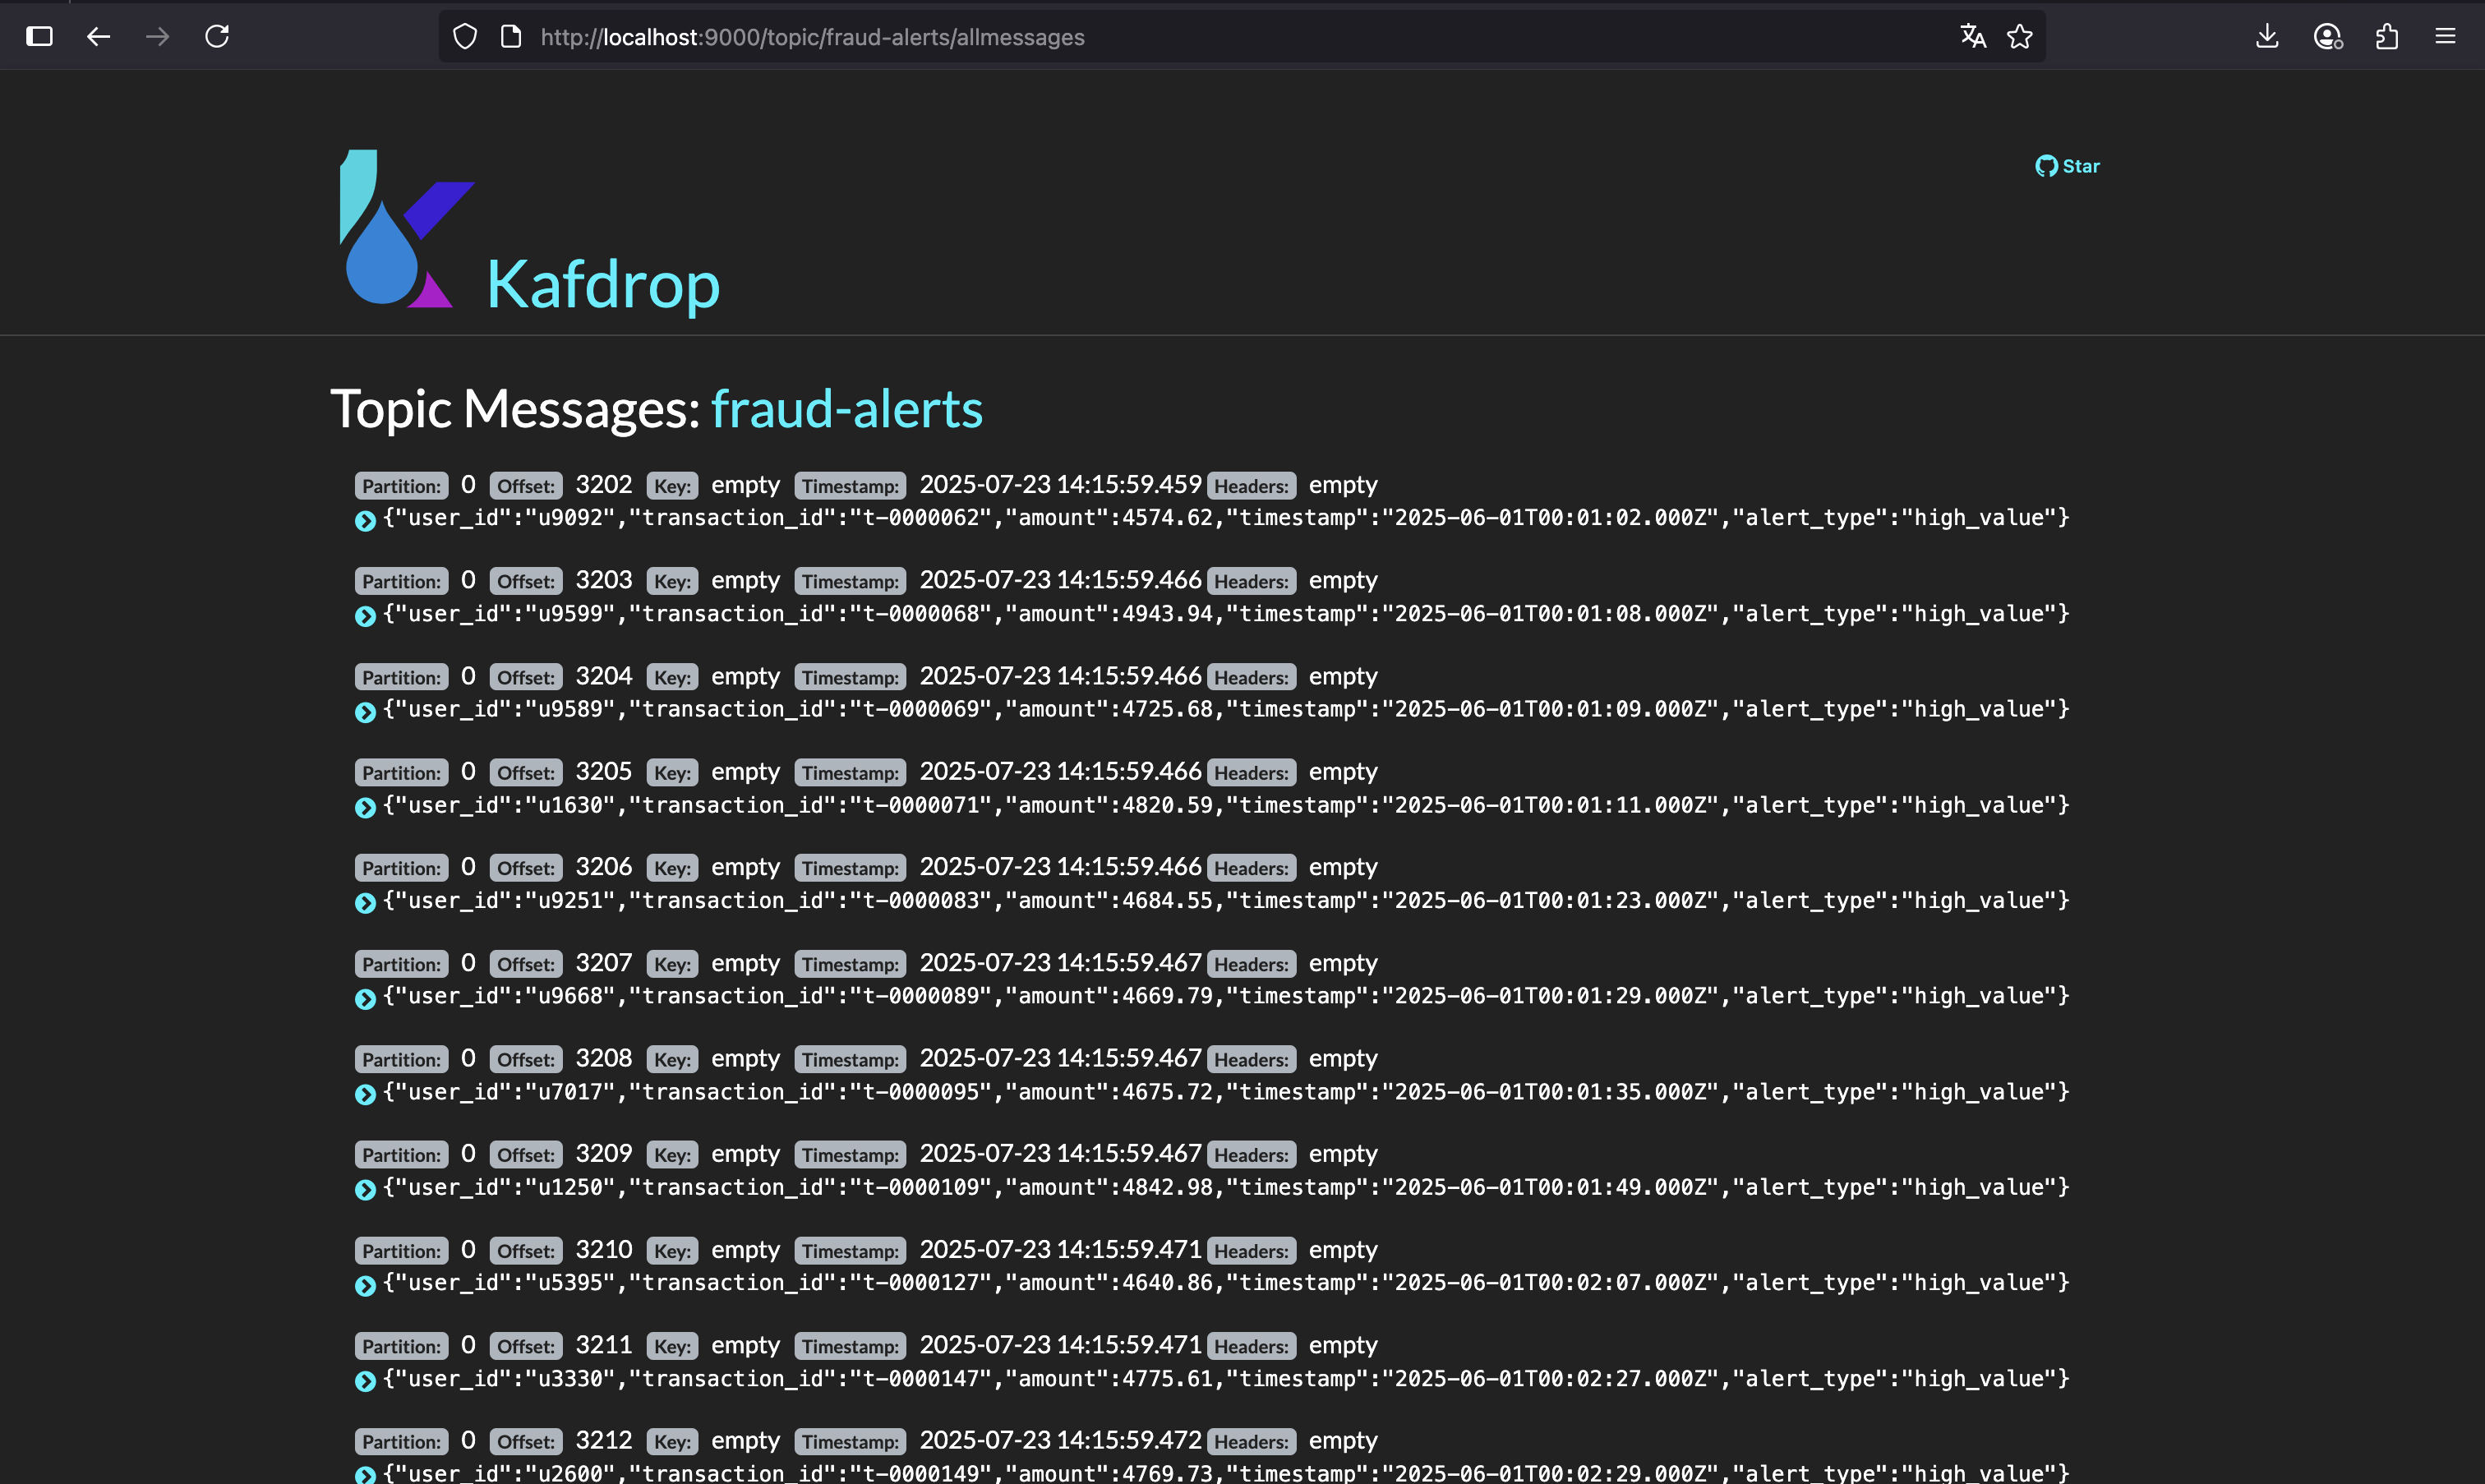 http://localhost:9000/topic/fraud-alerts/allmessages
Star
Kafdrop
Topic Messages: fraud-alerts
Partition: 0 Offset: 3202 Key: empty Timestamp: 2025-07-23 14:15:59.459 Headers: empty
{"user_id":"u9092","transaction_id":"t-0000062","amount":4574.62,"timestamp":"2025-06-01T00:01:02.000Z","alert_type":"high_value"}
Partition: 0 Offset: 3203 Key: empty Timestamp: 2025-07-23 14:15:59.466 Headers: empty
{"user_id":"u9599","transaction_id":"t-0000068","amount":4943.94,"timestamp":"2025-06-01T00:01:08.000Z","alert_type":"high_value"}
Partition: 0 Offset: 3204 Key: empty Timestamp: 2025-07-23 14:15:59.466 Headers: empty
{"user_id":"u9589","transaction_id":"t-0000069","amount":4725.68,"timestamp":"2025-06-01T00:01:09.000Z","alert_type":"high_value"}
Partition: 0 Offset: 3205 Key: empty Timestamp: 2025-07-23 14:15:59.466 Headers: empty
{"user_id":"u1630","transaction_id":"t-0000071","amount":4820.59,"timestamp":"2025-06-01T00:01:11.000Z","alert_type":"high_value"}
Partition: 0 Offset: 3206 Key: empty Timestamp: 2025-07-23 14:15:59.466 Headers: empty
{"user_id":"u9251","transaction_id":"t-0000083","amount":4684.55,"timestamp":"2025-06-01T00:01:23.000Z","alert_type":"high_value"}
Partition: 0 Offset: 3207 Key: empty Timestamp: 2025-07-23 14:15:59.467 Headers: empty
{"user_id":"u9668","transaction_id":"t-0000089","amount":4669.79,"timestamp":"2025-06-01T00:01:29.000Z","alert_type":"high_value"}
Partition: 0 Offset: 3208 Key: empty Timestamp: 2025-07-23 14:15:59.467 Headers: empty
{"user_id":"u7017","transaction_id":"t-0000095","amount":4675.72,"timestamp":"2025-06-01T00:01:35.000Z","alert_type":"high_value"}
Partition: 0 Offset: 3209 Key: empty Timestamp: 2025-07-23 14:15:59.467 Headers: empty
{"user_id":"u1250","transaction_id":"t-0000109","amount":4842.98,"timestamp":"2025-06-01T00:01:49.000Z","alert_type":"high_value"}
Partition: 0 Offset: 3210 Key: empty Timestamp: 2025-07-23 14:15:59.471 Headers: empty
{"user_id":"u5395","transaction_id":"t-0000127","amount":4640.86,"timestamp":"2025-06-01T00:02:07.000Z","alert_type":"high_value"}
Partition: 0 Offset: 3211 Key: empty Timestamp: 2025-07-23 14:15:59.471 Headers: empty
{"user_id":"u3330","transaction_id":"t-0000147","amount":4775.61,"timestamp":"2025-06-01T00:02:27.000Z","alert_type":"high_value"}
Partition: 0 Offset: 3212 Key: empty Timestamp: 2025-07-23 14:15:59.472 Headers: empty
{"user_id":"u2600","transaction_id":"t-0000149","amount":4769.73,"timestamp":"2025-06-01T00:02:29.000Z","alert_type":"high_value"}